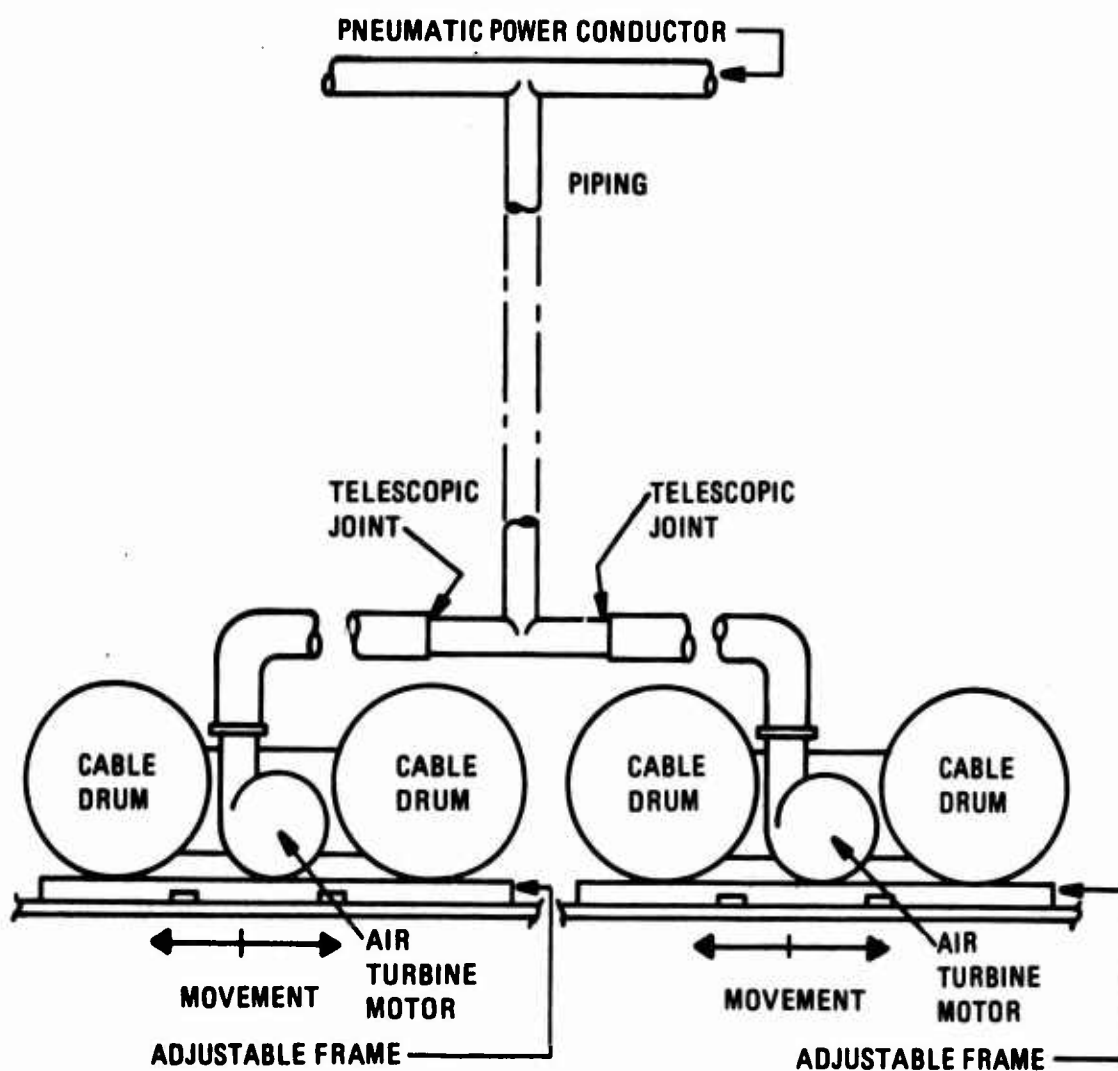 PNEUMATIC POWER CONDUCTOR
PIPING
TELESCOPIC
JOINT
TELESCOPIC
JOINT
CABLE
DRUM
CABLE
DRUM
CABLE
DRUM
CABLE
DRUM
MOVEMENT
AIR
TURBINE
MOTOR
MOVEMENT
AIR
TURBINE
MOTOR
ADJUSTABLE FRAME
ADJUSTABLE FRAME